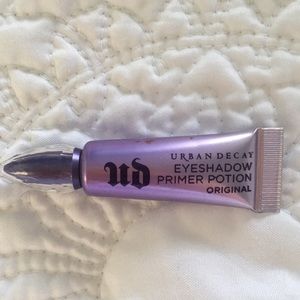 UD
URBAN DECAY
EYESHADOW
PRIMER POTION
ORIGINAL